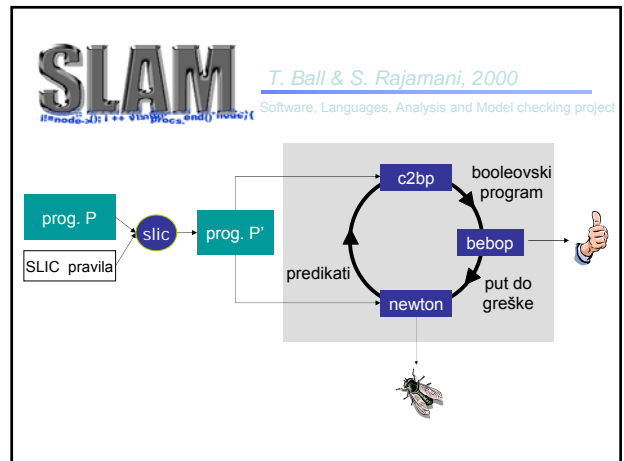 SLAM
T. Ball & S. Rajamani, 2000
Software, Languages, Analysis and Model checking project
c2bp
booleovski
program
prog. P
slic
prog. P'
bebop
SLIC pravila
predikati
put do
greške
newton